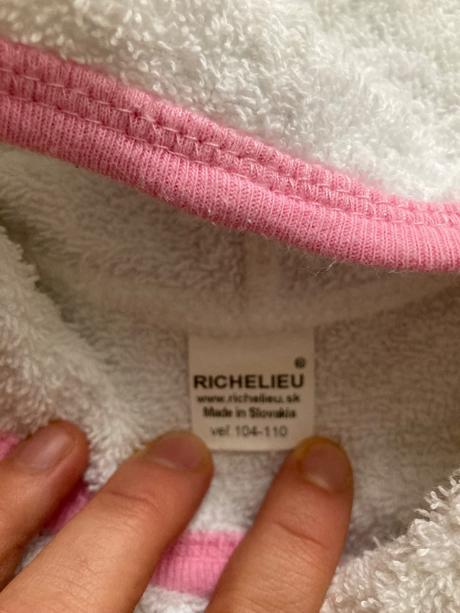 ®
RICHELIEU
www.richelieu.sk
Made in Slovakia
vel. 104-110